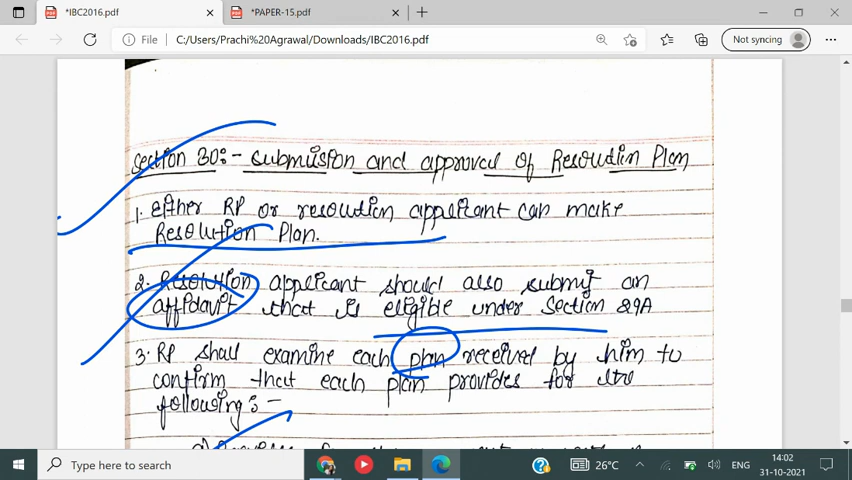 *IBC2016.pdf
*PAPER-15.pdf
File
C:/Users/Prachi%20Agrawal/Downloads/IBC2016.pdf
Not syncing
Section 30:- Submission and approval of Resolution Plan
1. Either RP or resolution applicant can make
Resolution Plan.
2. Resolution applicant should also submit an
affidavit that is eligible under Section 29A
3. RP shall examine each plan received by him to
confirm that each plan provides for the
following:-
Type here to search
26°C
ENG
14:02
31-10-2021